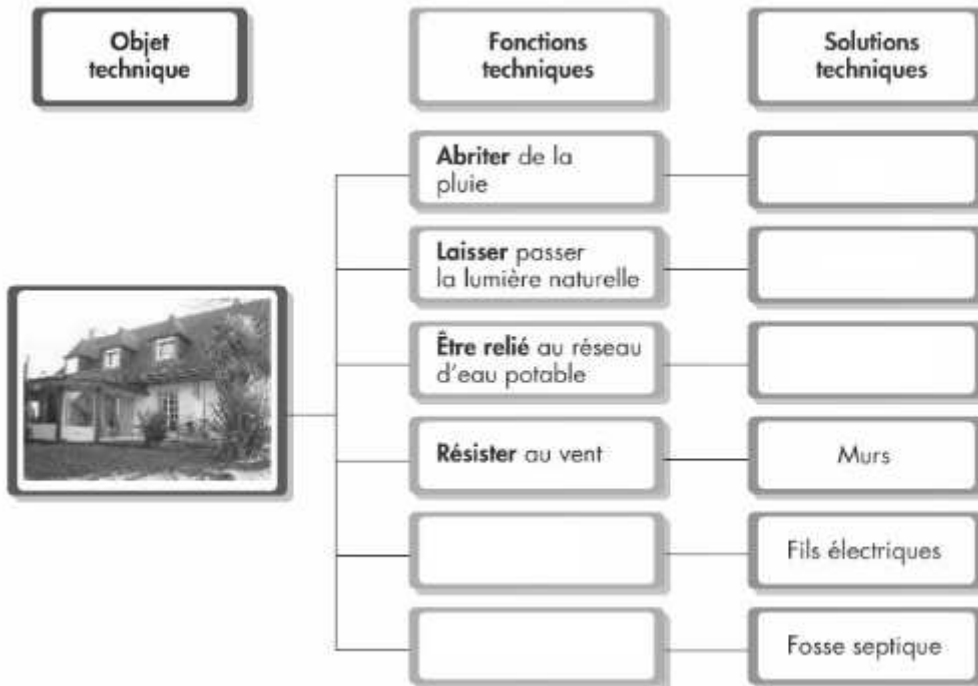 Objet
technique
Fonctions
techniques
Solutions
techniques
Abriter de la
pluie
Laisser passer
la lumière naturelle
Être relié au réseau
d'eau potable
Résister au vent
Murs
Fils électriques
Fosse septique